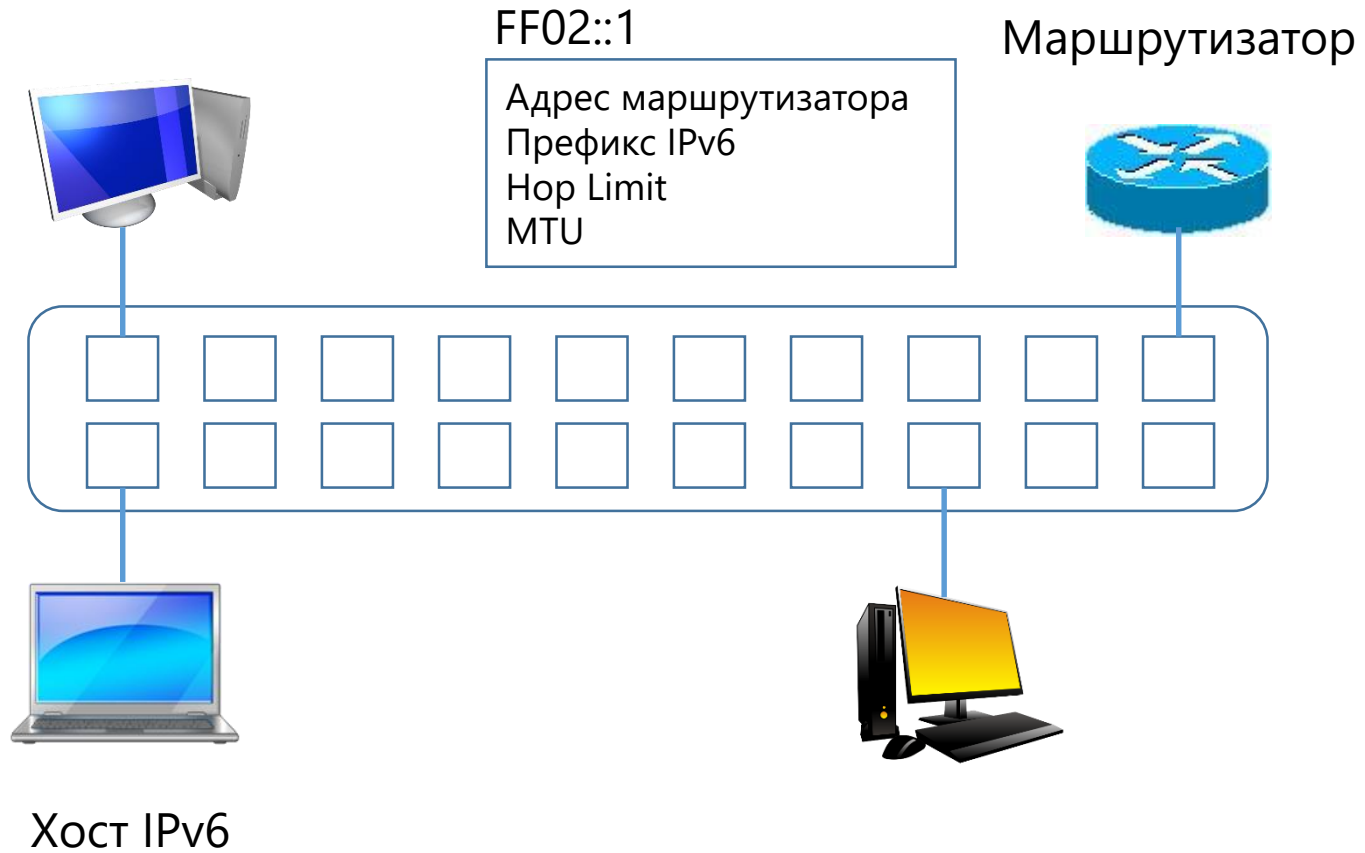 FF02::1
Маршрутизатор
Адрес маршрутизатора
Префикс IPv6
Hop Limit
MTU
Хост IPv6